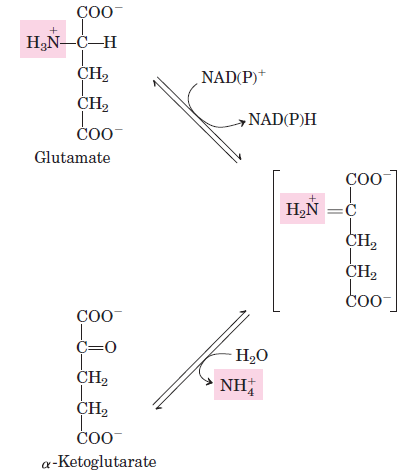 COO⁻
H₃N⁺—C—H
CH₂
CH₂
COO⁻
Glutamate
NAD(P)⁺
NAD(P)H
COO⁻
H₂N⁺=C
CH₂
CH₂
COO⁻
COO⁻
C=O
CH₂
CH₂
COO⁻
α-Ketoglutarate
H₂O
NH₄⁺